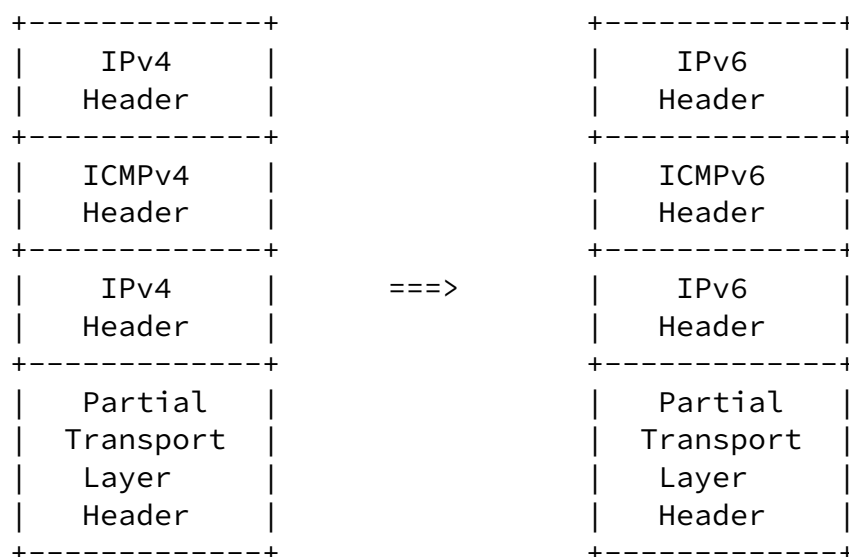 +-------------+                 +-------------+
|    IPv4     |                 |    IPv6     |
|   Header    |                 |   Header    |
+-------------+                 +-------------+
|   ICMPv4    |                 |   ICMPv6    |
|   Header    |                 |   Header    |
+-------------+                 +-------------+
|    IPv4     |      ===>       |    IPv6     |
|   Header    |                 |   Header    |
+-------------+                 +-------------+
|   Partial   |                 |   Partial   |
|  Transport  |                 |  Transport  |
|   Layer     |                 |   Layer     |
|   Header    |                 |   Header    |
+-------------+                 +-------------+